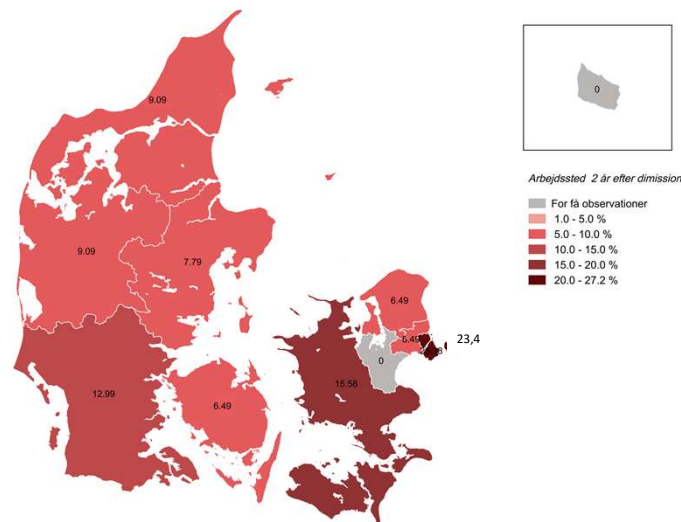 0
9.09
Arbejdssted 2 år efter dimission
For få observationer
1.0 - 5.0 %
5.0 - 10.0 %
10.0 - 15.0 %
15.0 - 20.0 %
20.0 - 27.2 %
9.09
7.79
6.49
23,4
0
15.58
12.99
6.49